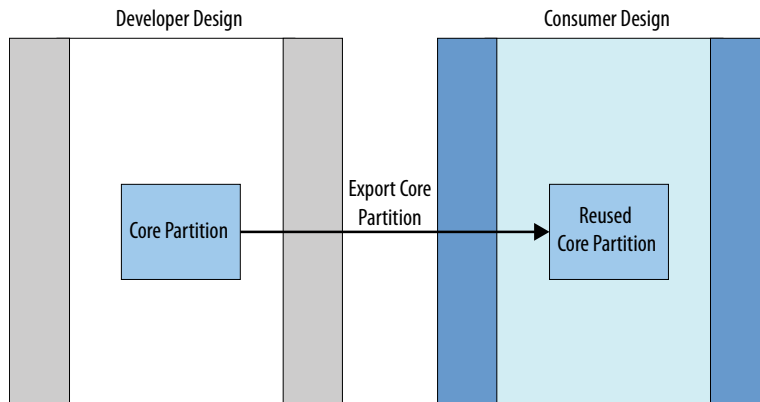 Developer Design
Consumer Design
Export Core
Partition
Core Partition
Reused
Core Partition